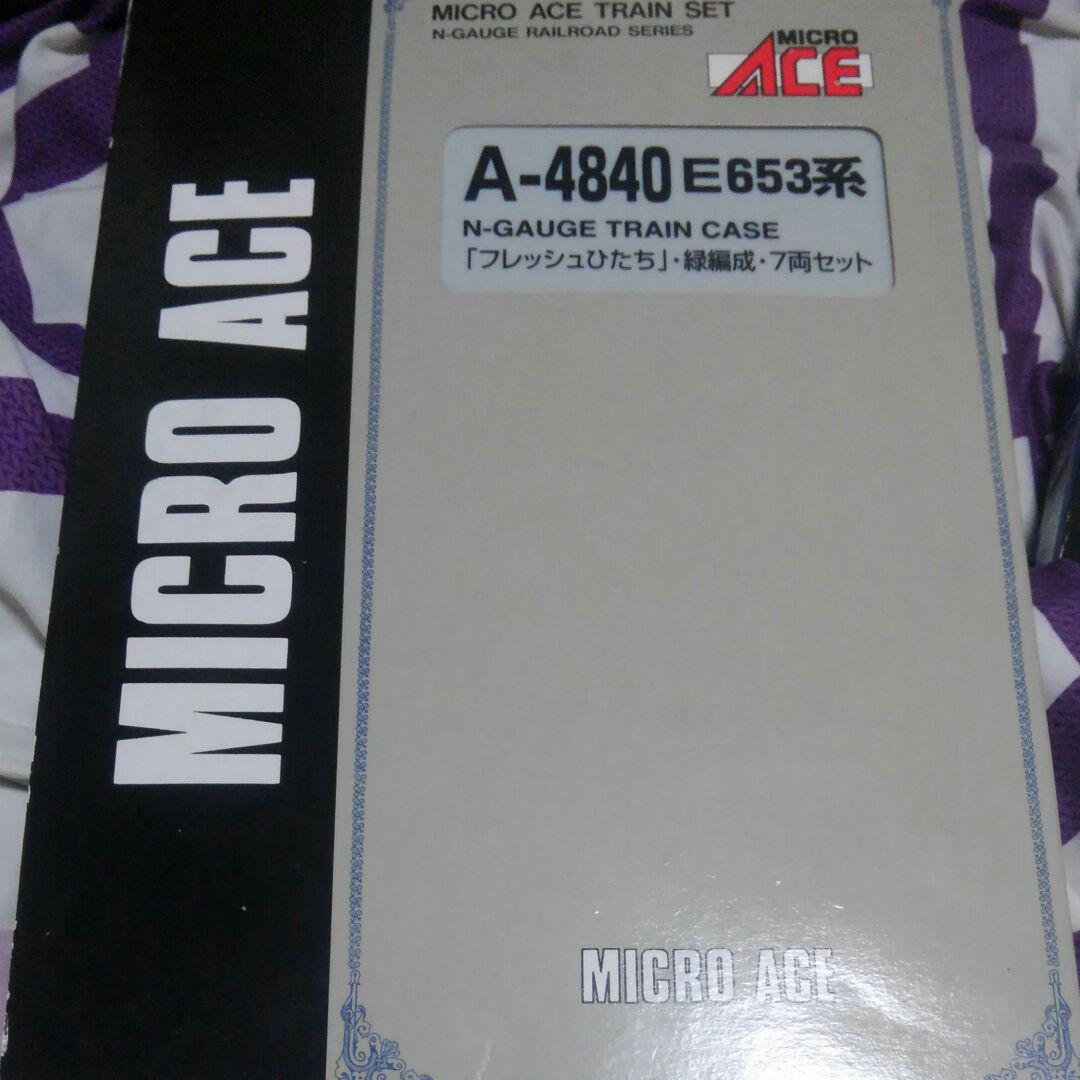 MICRO ACE TRAIN SET
N-GAUGE RAILROAD SERIES
MICRO
ACE
A-4840 E653系
N-GAUGE TRAIN CASE
「フレッシュひたち」・緑編成・7両セット
MICRO ACE
MICRO ACE